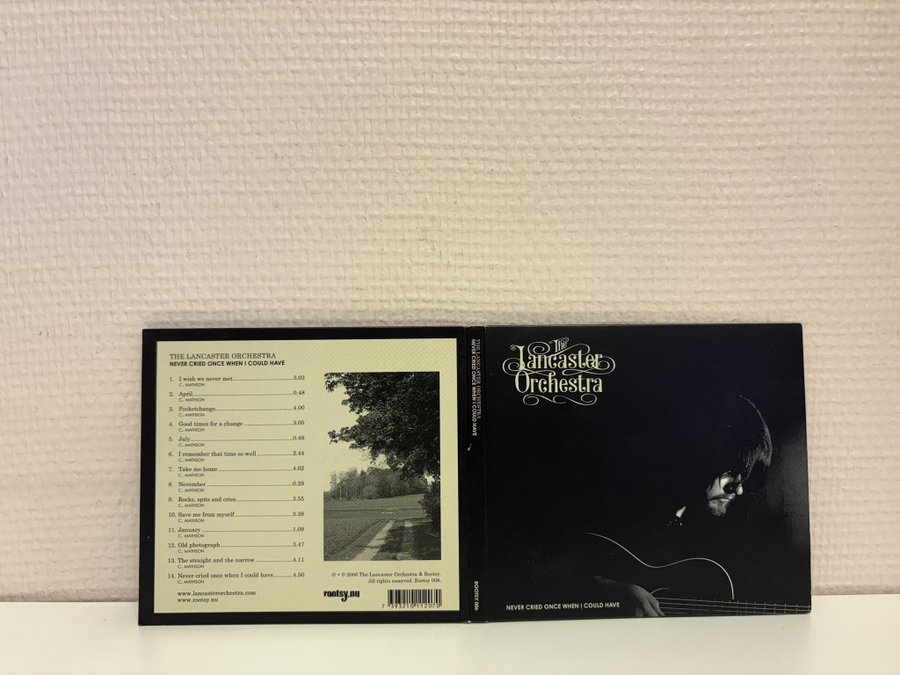 THE LANCASTER ORCHESTRA
NEVER CRIED ONCE WHEN I COULD HAVE
1. I wish we never met 3.03
C. MATHSON
2. April 0.48
C. MATHSON
3. Pocketchange 4.00
C. MATHSON
4. Good times for a change 3.05
C. MATHSON
5. July 0.49
C. MATHSON
6. I remember that time so well 2.44
C. MATHSON
7. Take me home 4.02
C. MATHSON
8. November 0.29
C. MATHSON
9. Rocks, spits and cries 3.55
C. MATHSON
10. Save me from myself 3.38
C. MATHSON
11. January 1.09
C. MATHSON
12. Old photograph 3.47
C. MATHSON
13. The straight and the narrow 4.11
C. MATHSON
14. Never cried once when I could have 4.50
C. MATHSON
www.lancasterorchestra.com
www.rootsy.nu
© + ℗ 2006 The Lancaster Orchestra & Rootsy.
All rights reserved. Rootsy 006.
rootsy.nu
7 393210 112070
THE LANCASTER ORCHESTRA
NEVER CRIED ONCE WHEN I COULD HAVE
ROOTSY 006
The
Lancaster
Orchestra
NEVER CRIED ONCE WHEN I COULD HAVE